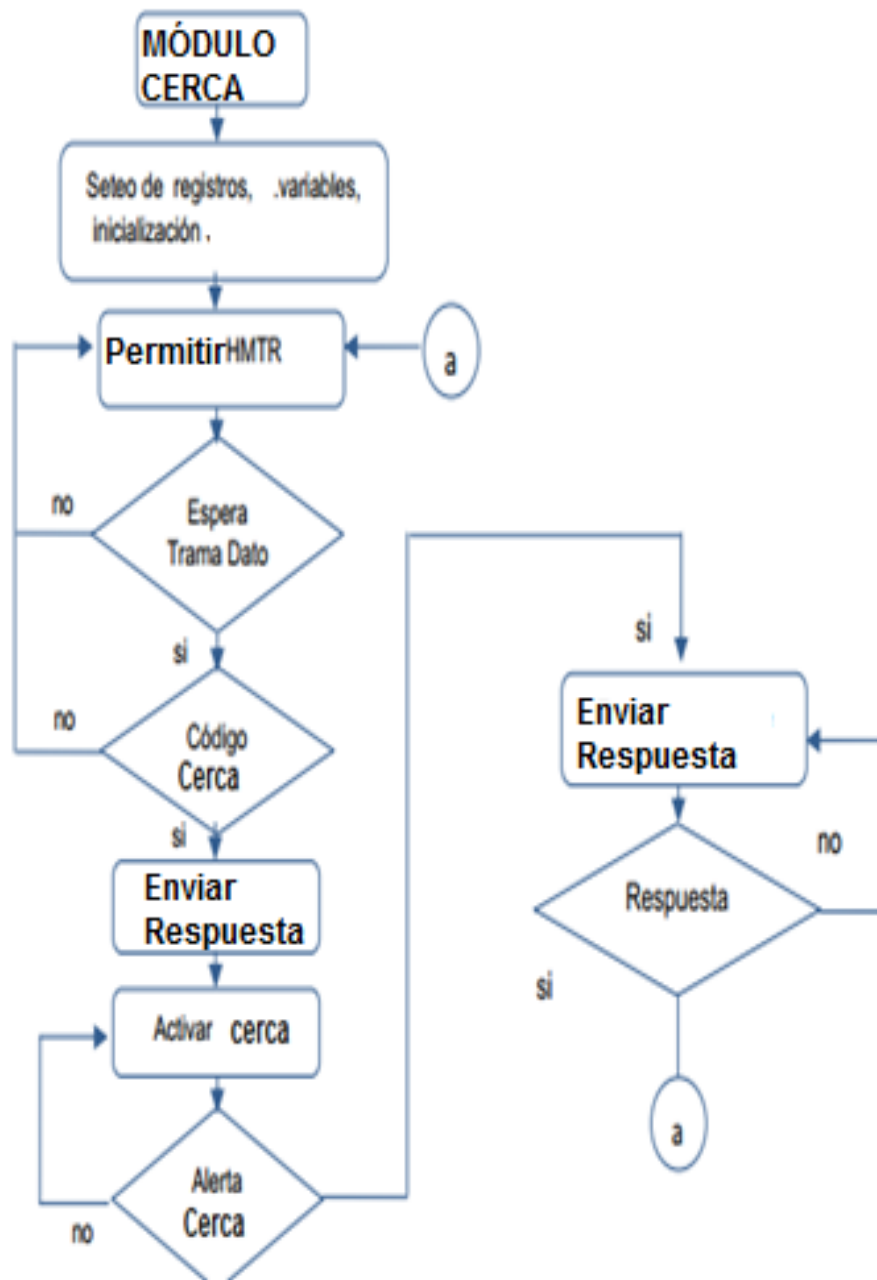 MÓDULO
CERCA
Seteo de registros, .variables,
inicialización .
Permitir HMTR
a
no
Espera
Trama Dato
si
no
Código
Cerca
si
Enviar
Respuesta
Activar cerca
Alerta
Cerca
no
si
Enviar
Respuesta
no
Respuesta
si
a